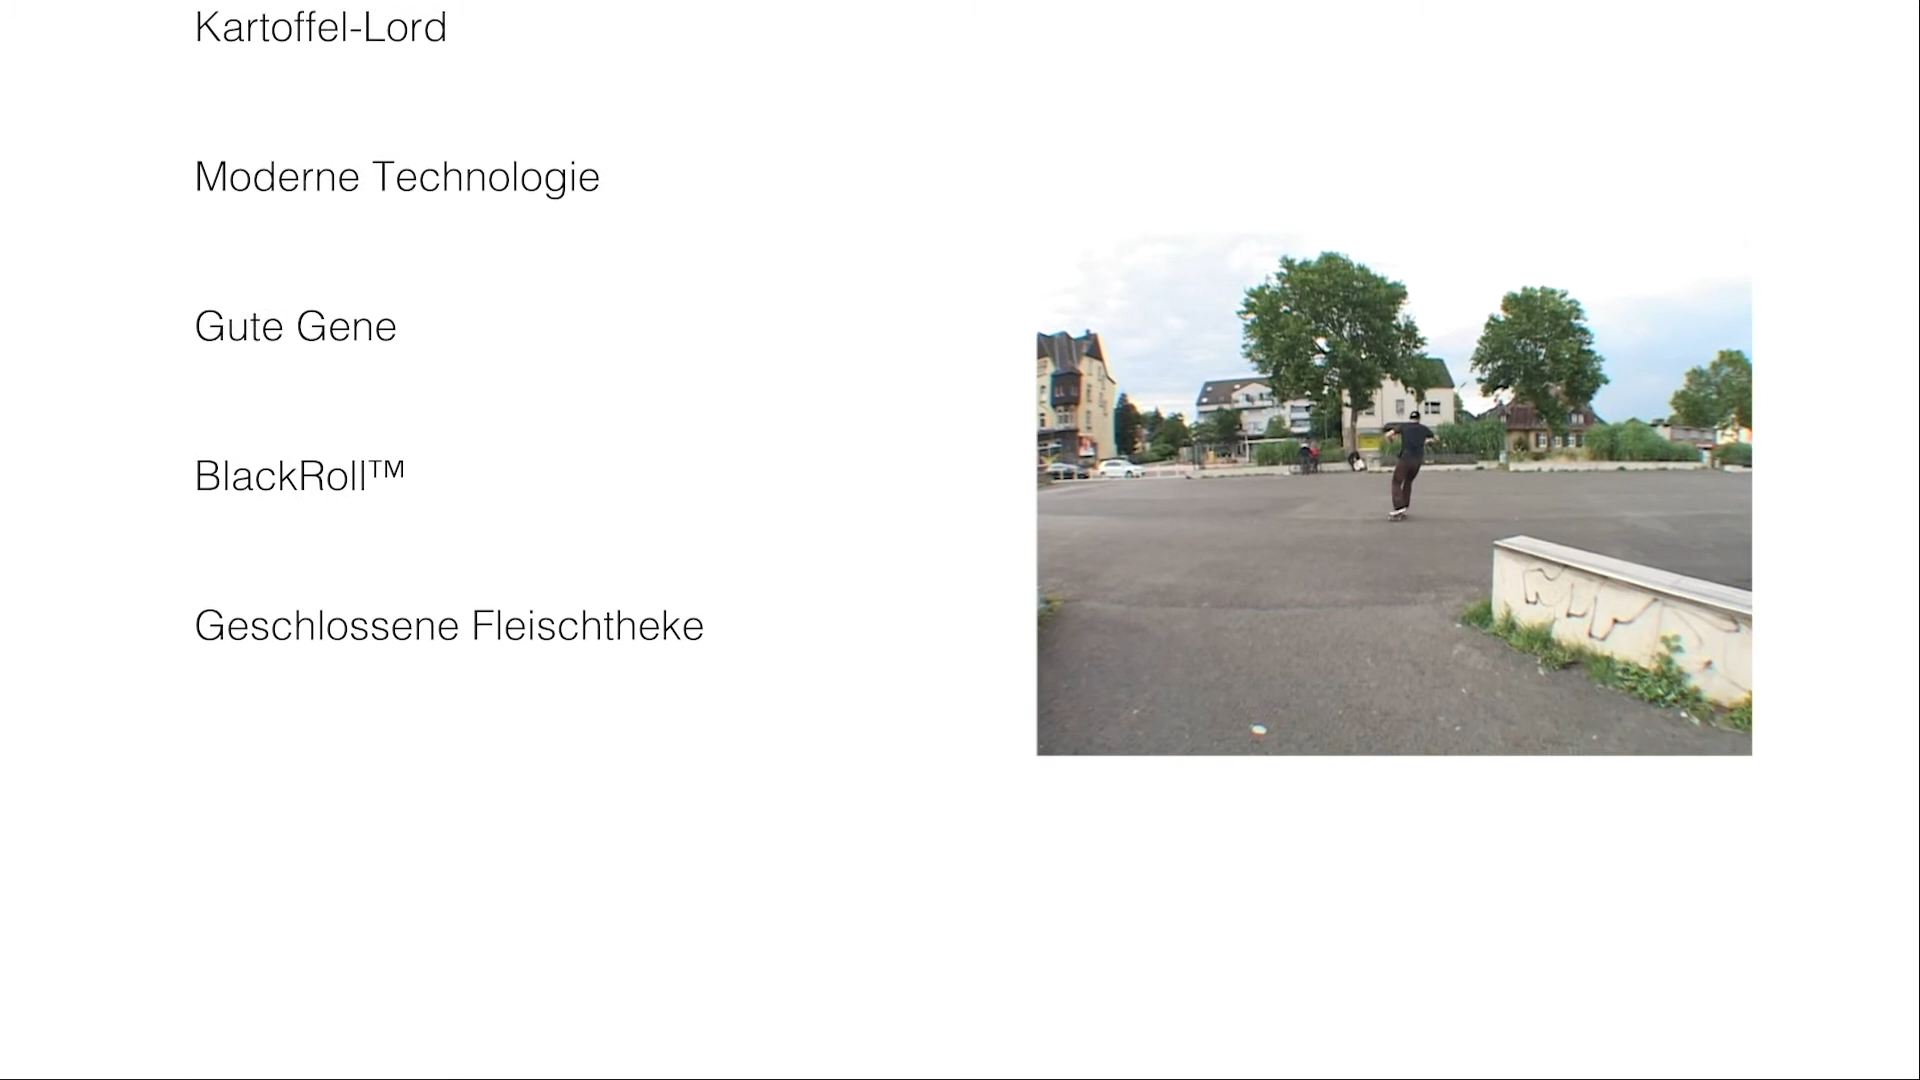 Kartoffel-Lord
Moderne Technologie
Gute Gene
BlackRoll™
Geschlossene Fleischtheke